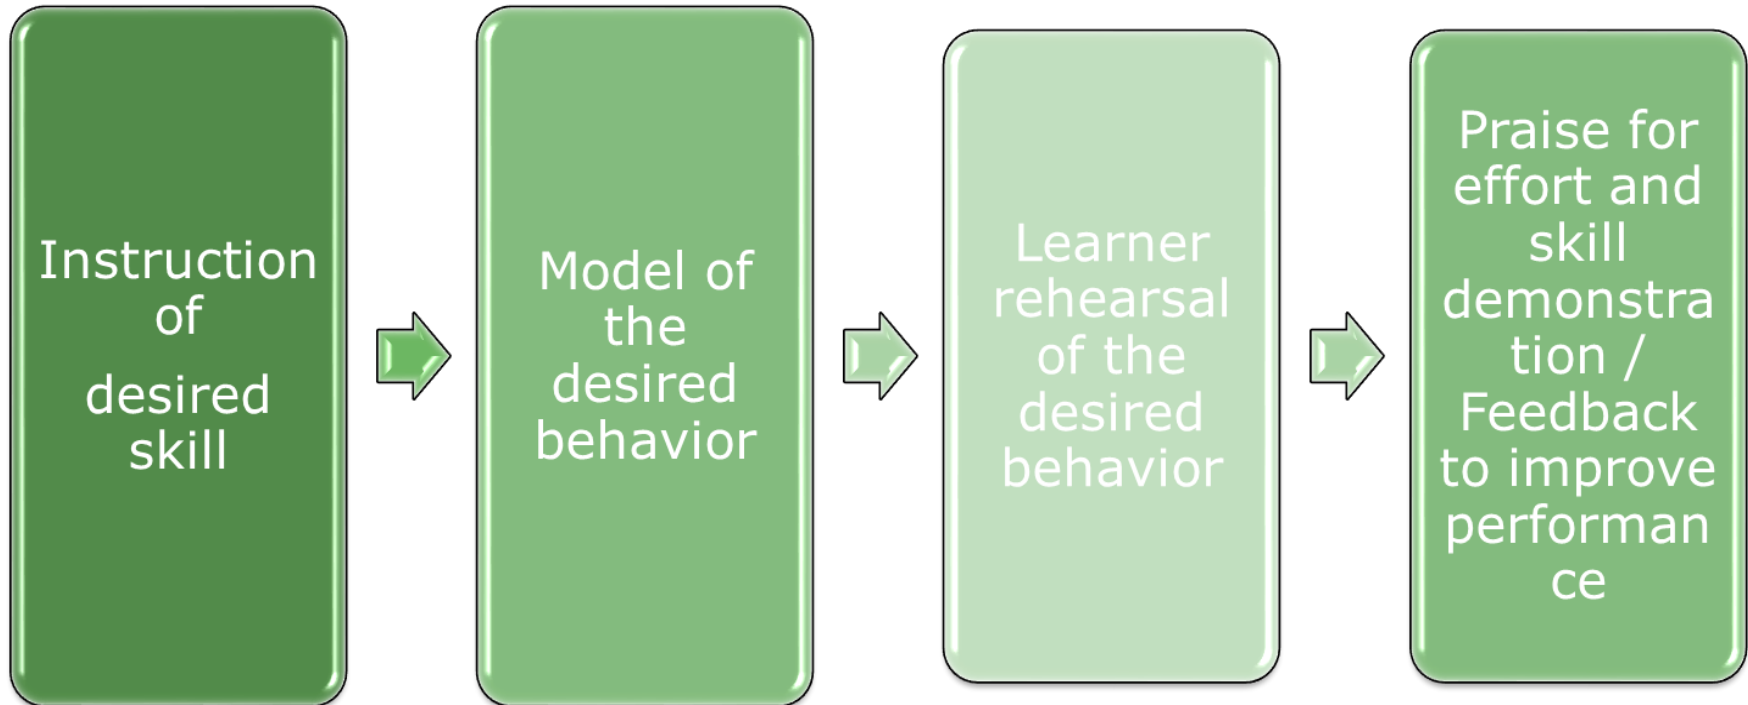 Instruction
of
desired
skill
Model of
the
desired
behavior
Learner
rehearsal
of the
desired
behavior
Praise for
effort and
skill
demonstra
tion /
Feedback
to improve
performan
ce